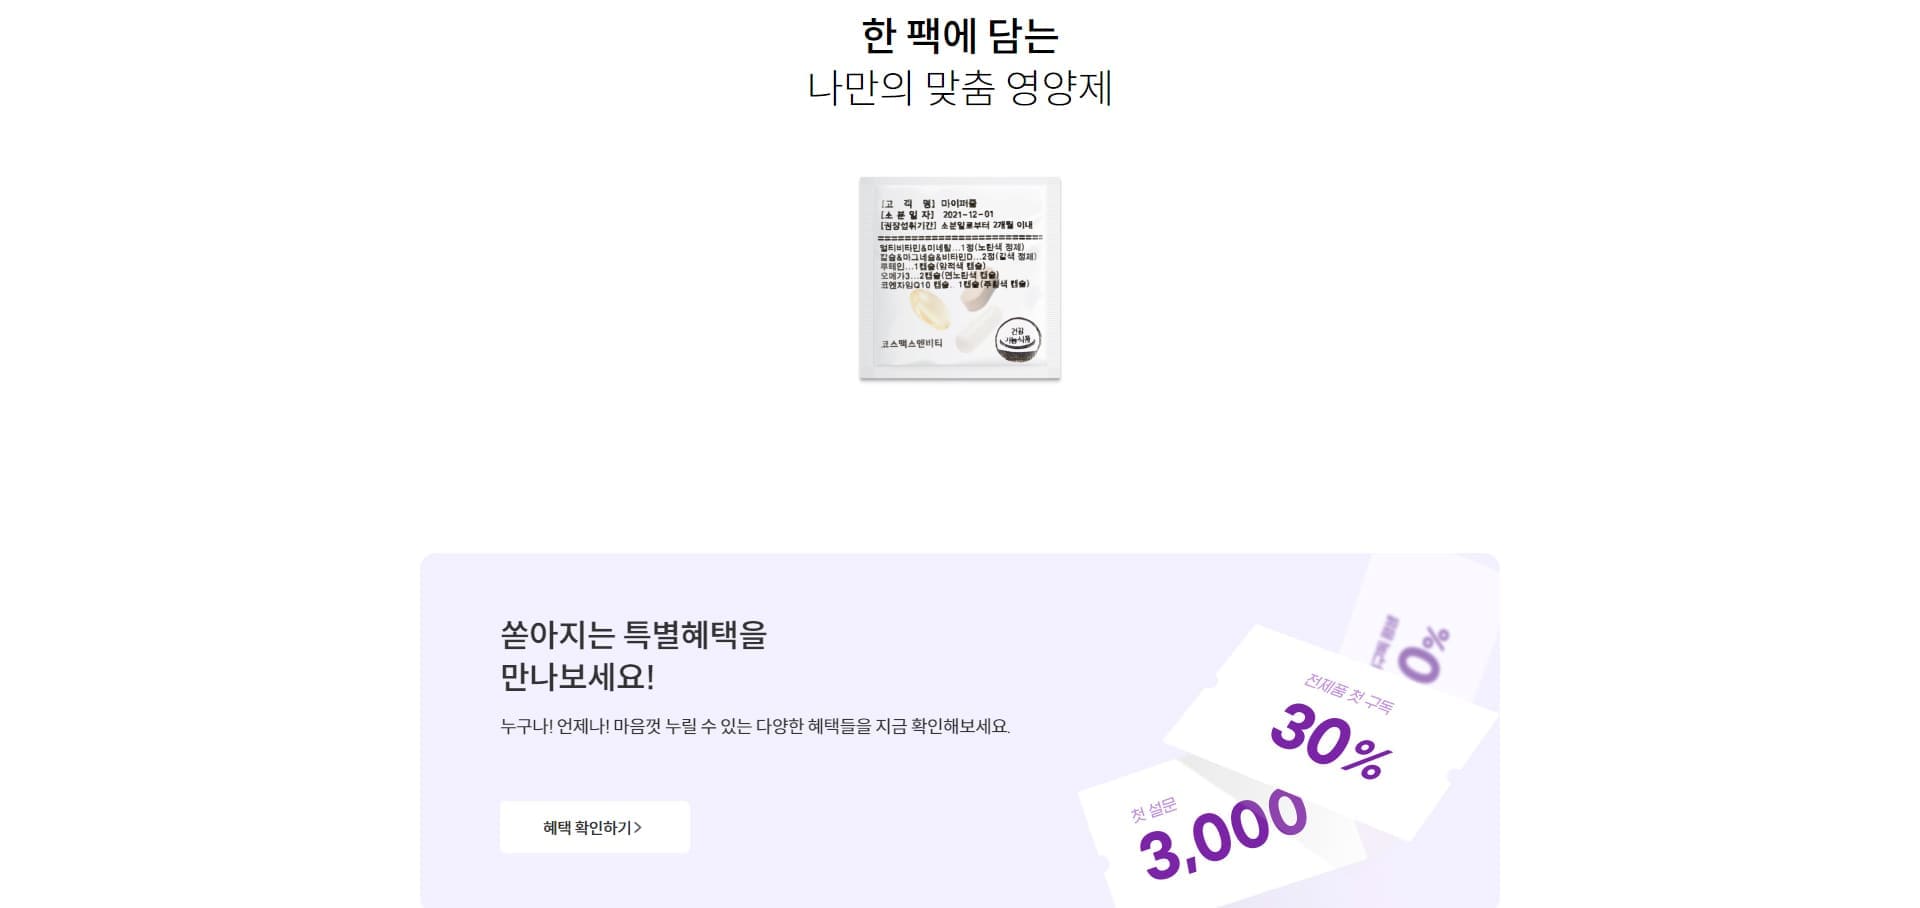 한 팩에 담는
나만의 맞춤 영양제
[고 객 명] 마이퍼즐
[소 분 일 자] 2021-12-01
[권장섭취기간] 소분일로부터 2개월 이내
==========================
멀티비타민&미네랄...1정(노란색 정제)
칼슘&마그네슘&비타민D...2정(갈색 정제)
루테인...1캡슐(암적색 캡슐)
오메가3...2캡슐(연노란색 캡슐)
코엔자임Q10 캡슐...1캡슐(주황색 캡슐)
건강
기능식품
코스맥스엔비티
쏟아지는 특별혜택을
만나보세요!
누구나! 언제나! 마음껏 누릴 수 있는 다양한 혜택들을 지금 확인해보세요.
혜택 확인하기>
0%
전제품 첫 구독
30%
첫 설문
3,000